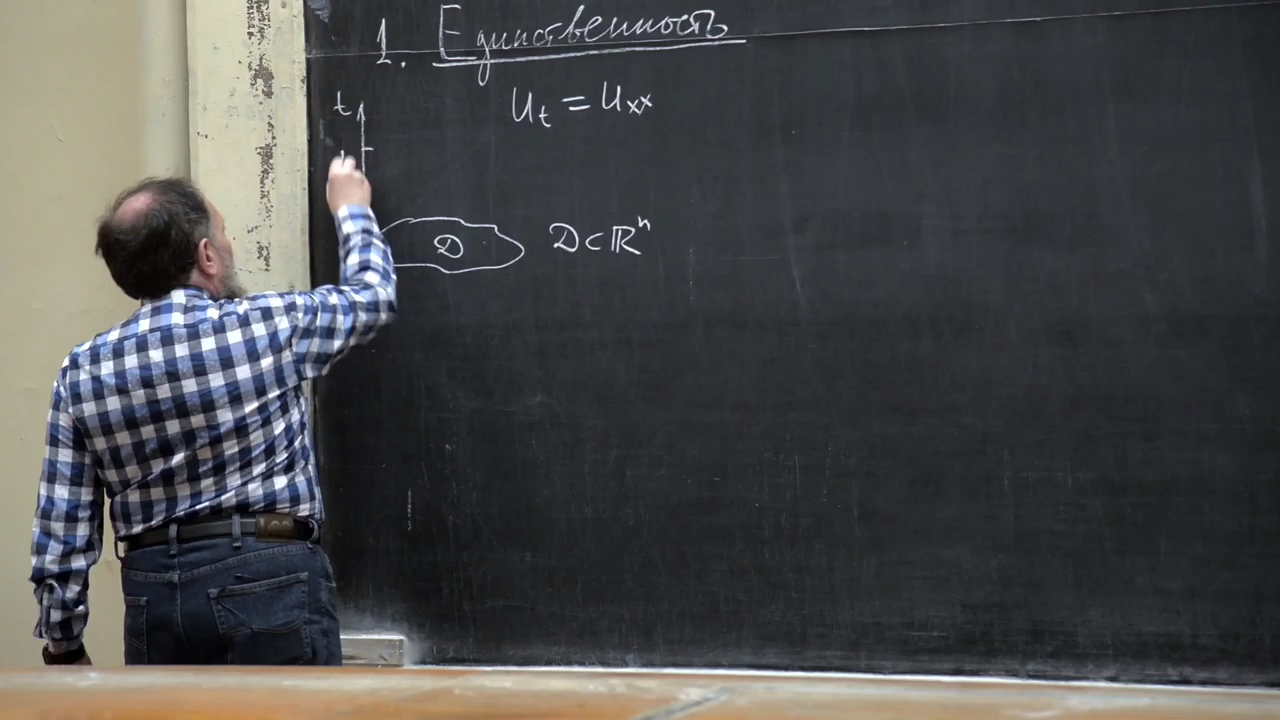 1. Единственность
u_t = u_xx
t
D D ⊂ ℝⁿ